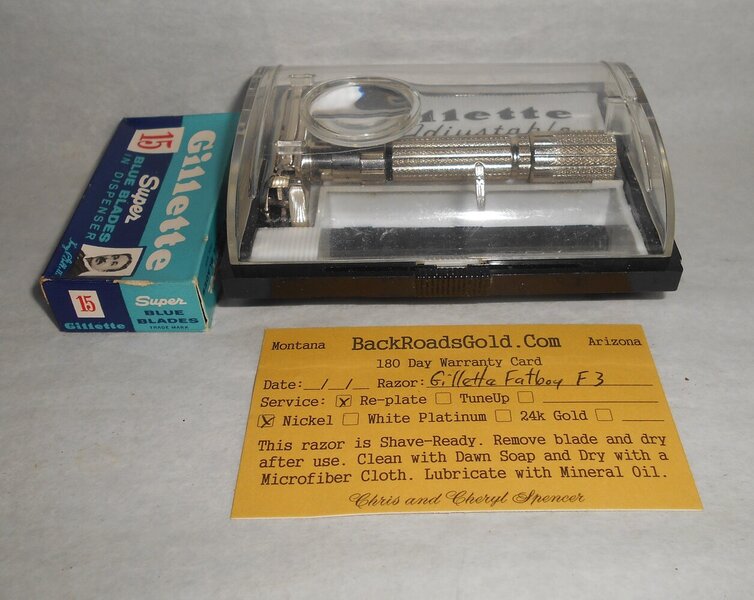 Gillette
Adjustable
15
Gillette
Super
BLUE BLADES
IN DISPENSER
15
Gillette
Super
BLUE
BLADES
TRADE MARK
Montana BackRoadsGold.Com Arizona
180 Day Warranty Card
Date:__/__/__ Razor: Gillette Fatboy F3
Service: ☒ Re-plate ☐ TuneUp ☐
☒ Nickel ☐ White Platinum ☐ 24k Gold ☐
This razor is Shave-Ready. Remove blade and dry
after use. Clean with Dawn Soap and Dry with a
Microfiber Cloth. Lubricate with Mineral Oil.
Chris and Cheryl Spencer